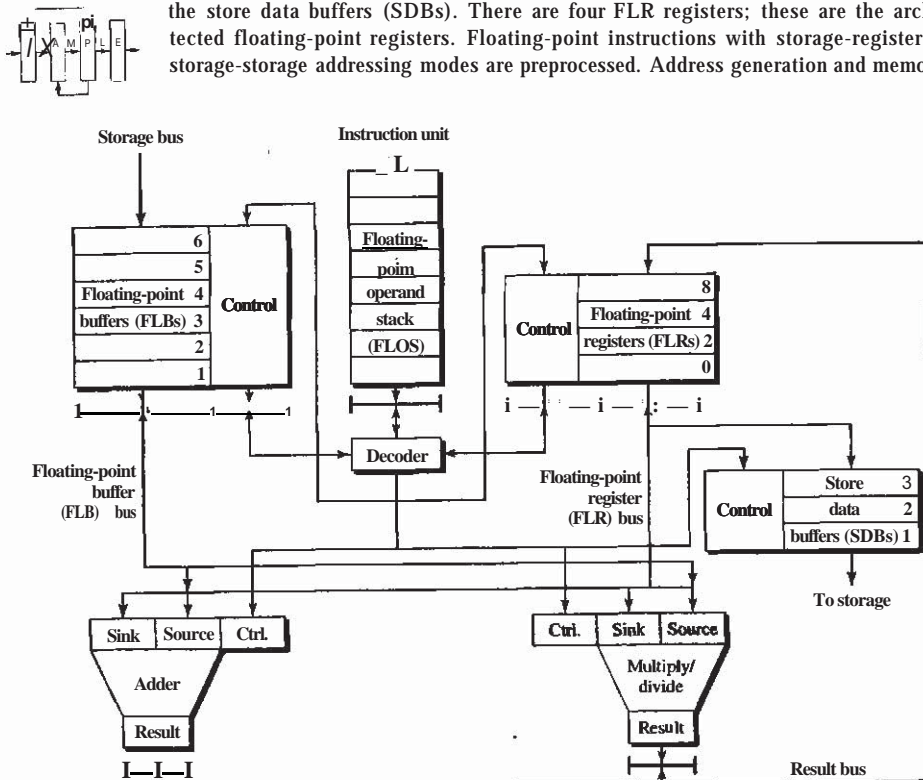 the store data buffers (SDBs). There are four FLR registers; these are the arch
tected floating-point registers. Floating-point instructions with storage-register
storage-storage addressing modes are preprocessed. Address generation and memo
A M P L E
Storage bus
Instruction unit
6
5
Floating-point 4
buffers (FLBs) 3
2
1
Control
Floating-
poim
operand
stack
(FLOS)
Control
8
Floating-point 4
registers (FLRs) 2
0
Decoder
Floating-point
buffer
(FLB) bus
Floating-point
register
(FLR) bus
Control
Store 3
data 2
buffers (SDBs) 1
To storage
Sink Source Ctrl.
Adder
Result
Ctrl. Sink Source
Multiply/
divide
Result
Result bus